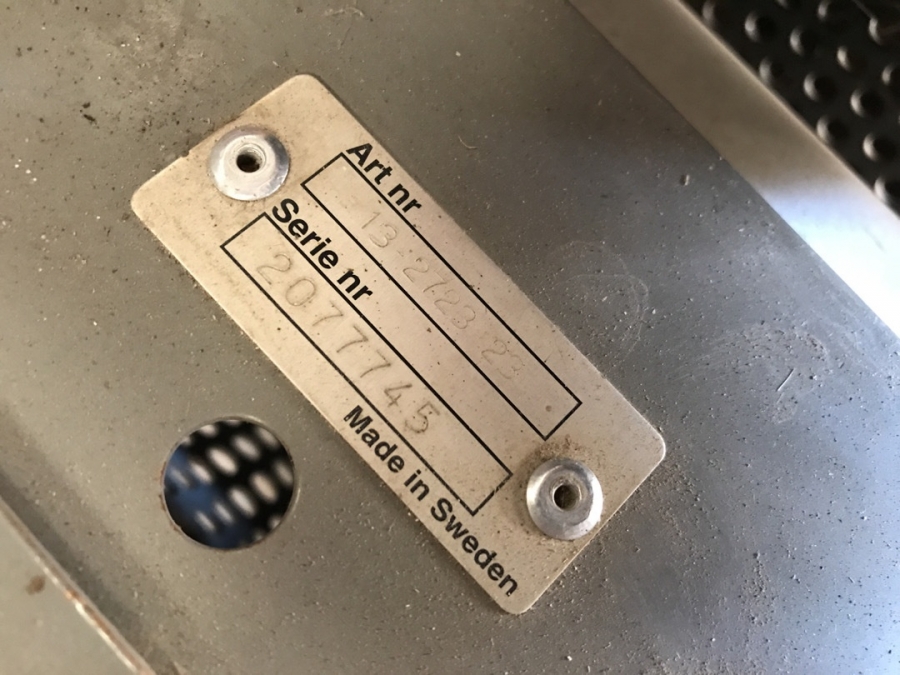 Art nr
13-2723 23
Serie nr
2077745
Made in Sweden